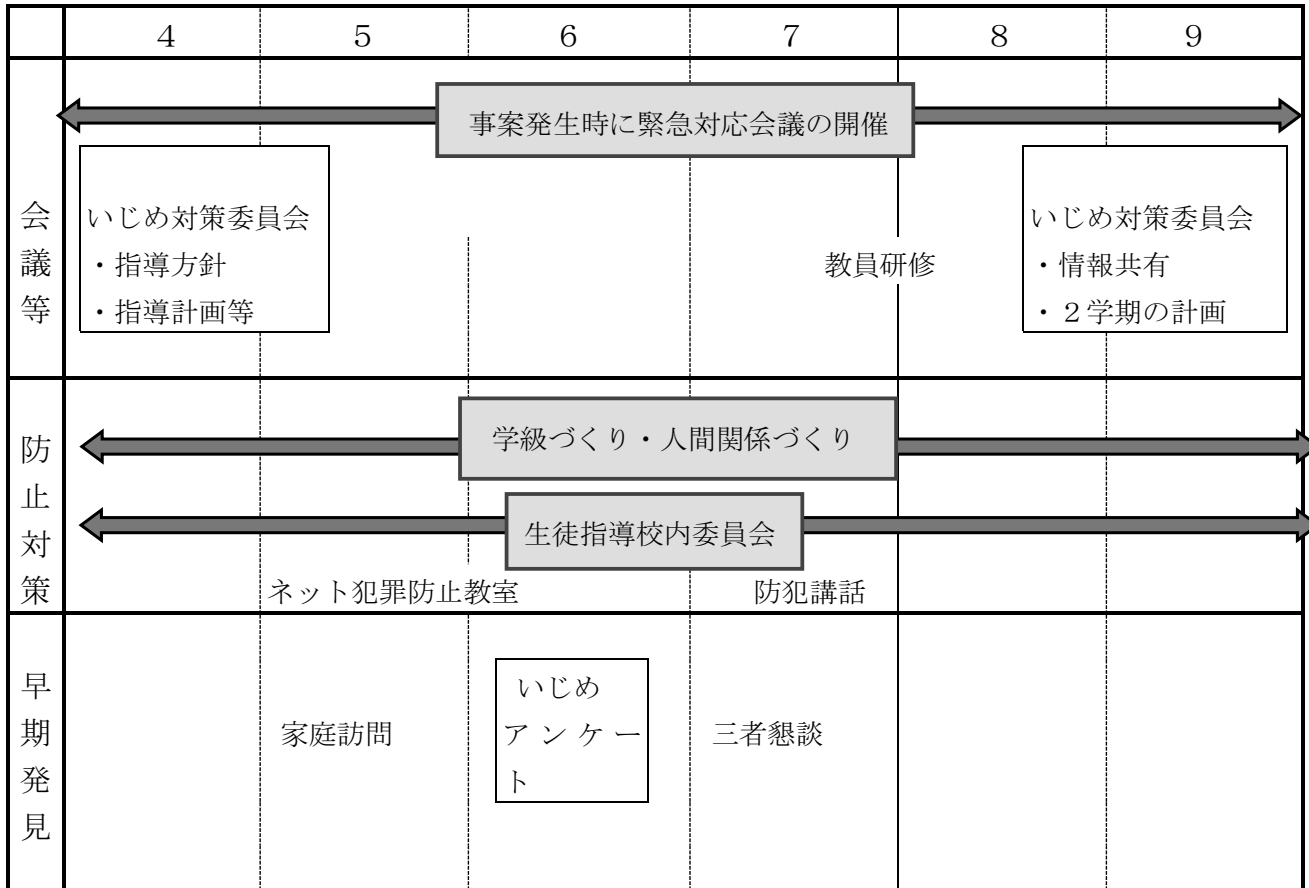 4 5 6 7 8 9
会議等
事案発生時に緊急対応会議の開催
いじめ対策委員会
・指導方針
・指導計画等
教員研修
いじめ対策委員会
・情報共有
・２学期の計画
防止対策
学級づくり・人間関係づくり
生徒指導校内委員会
ネット犯罪防止教室
防犯講話
早期発見
家庭訪問
いじめ
アンケー
ト
三者懇談